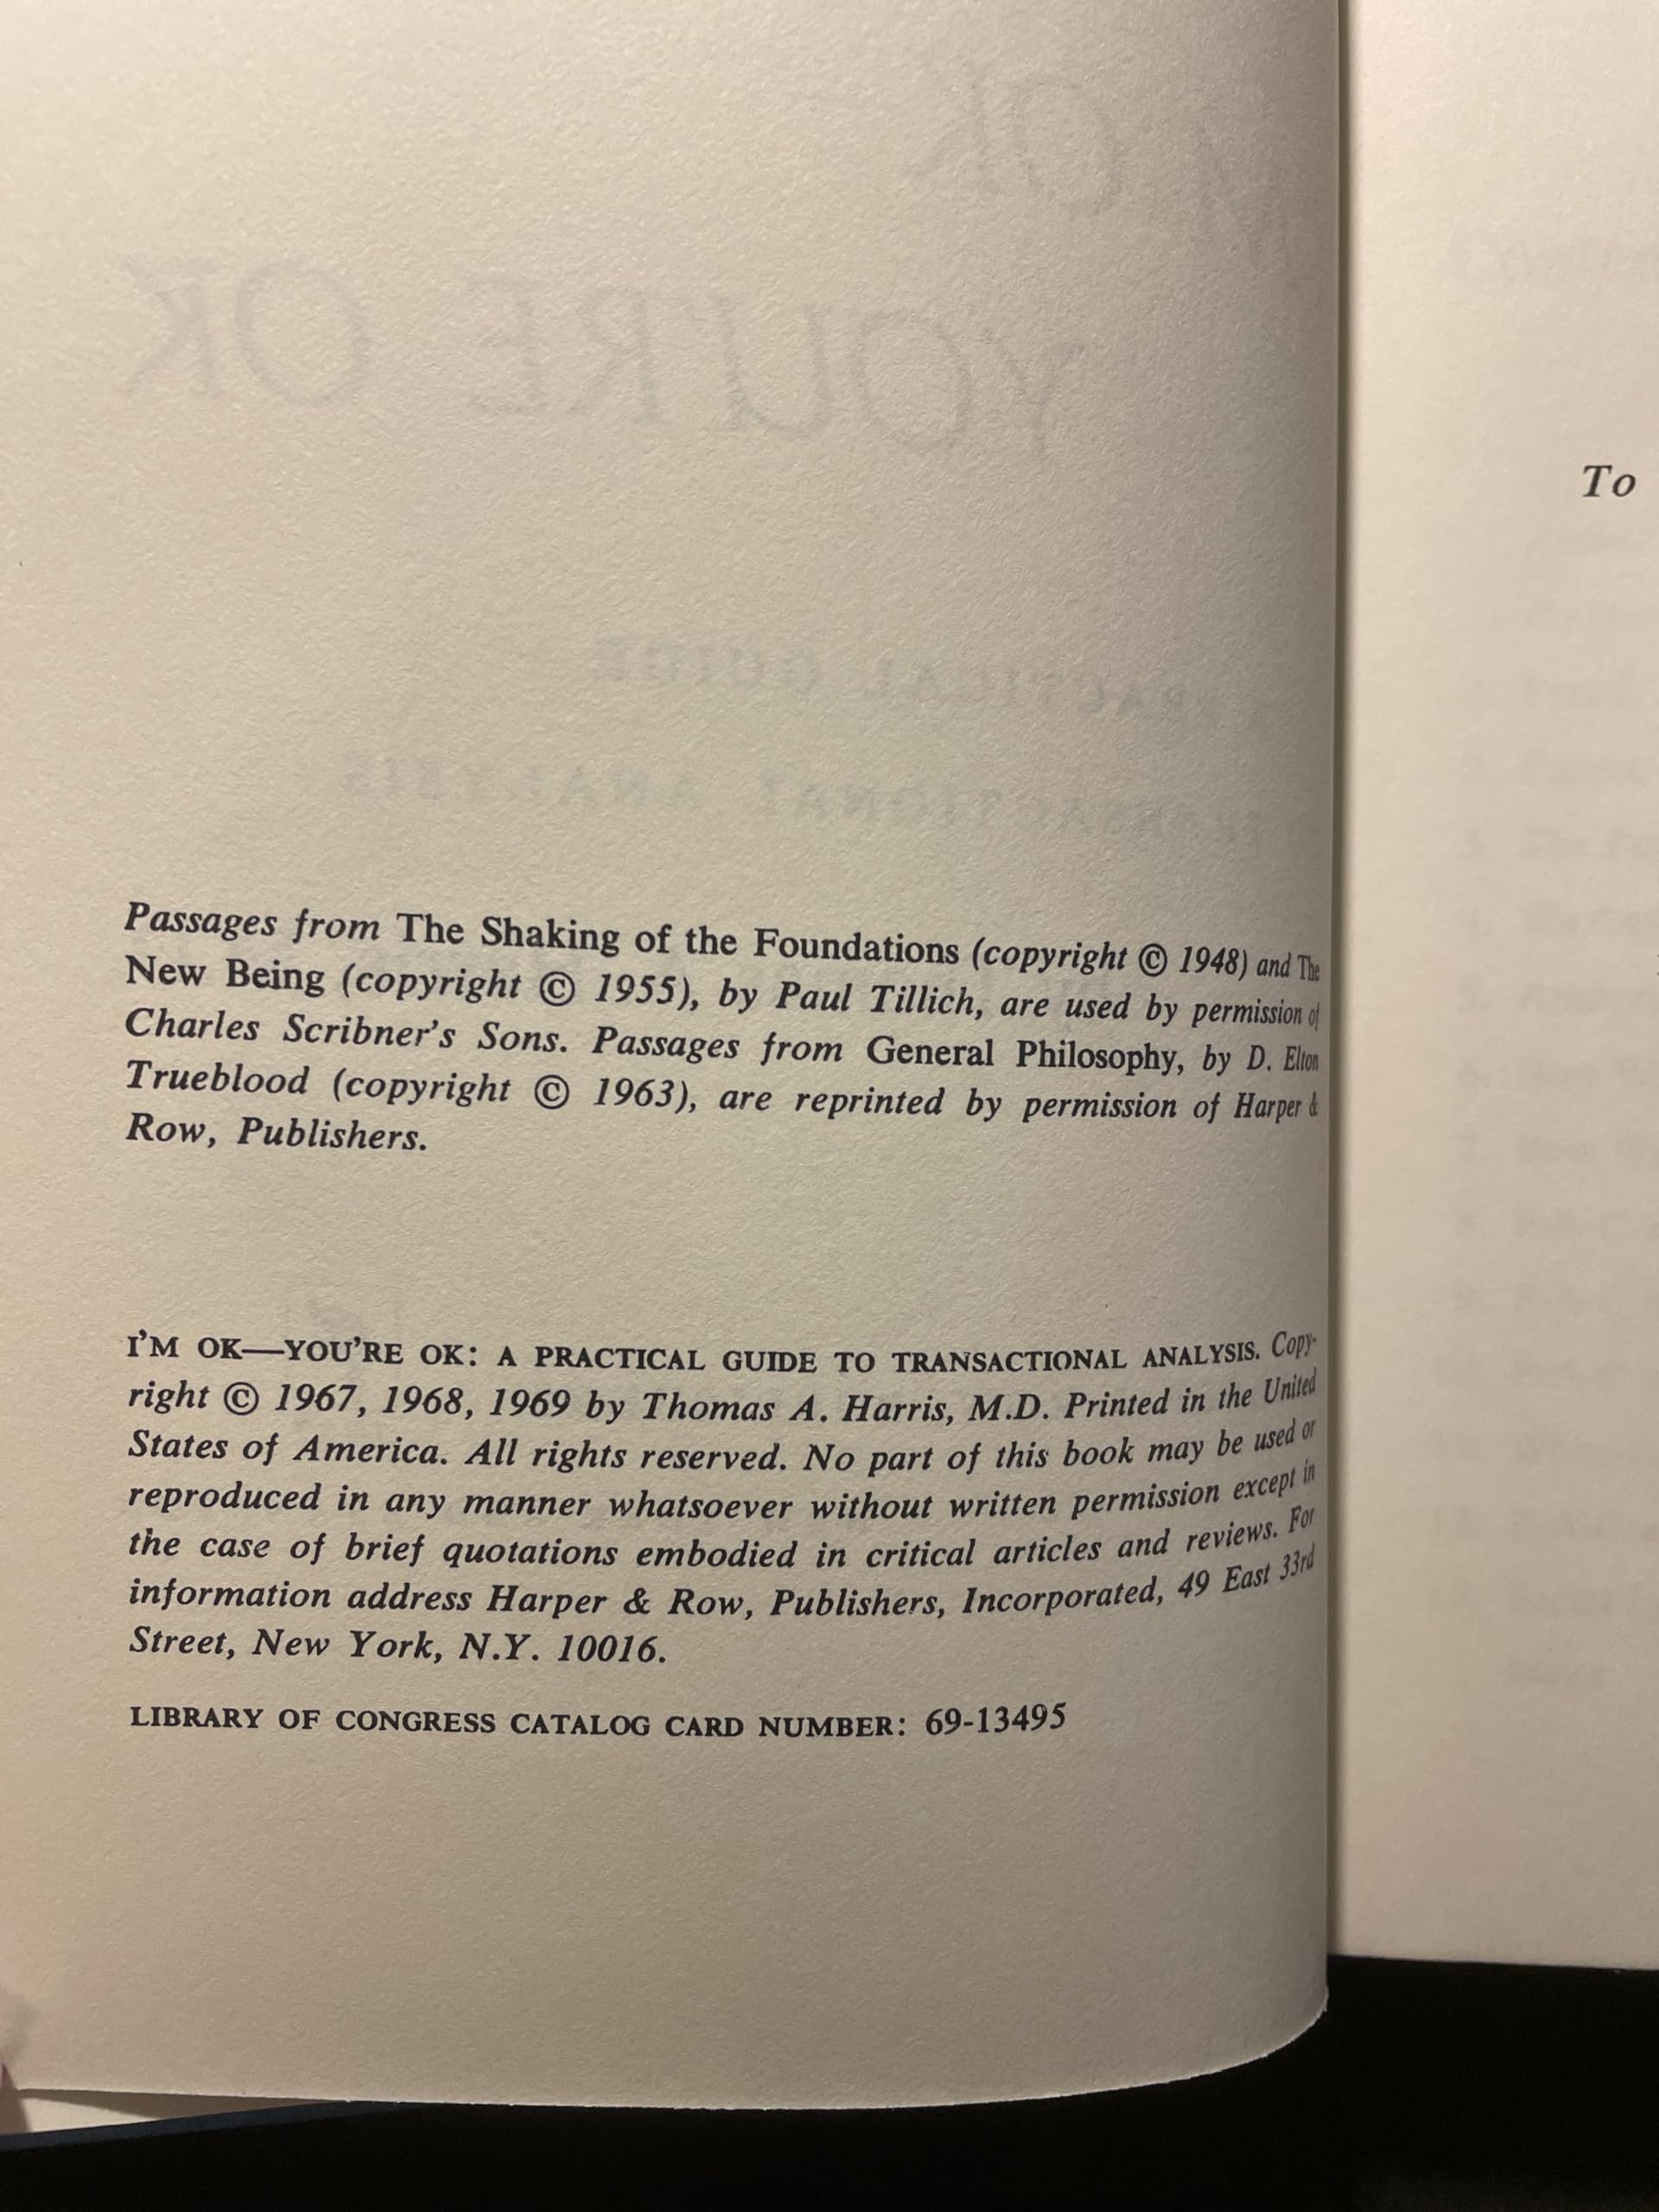 Passages from The Shaking of the Foundations (copyright © 1948) and The
New Being (copyright © 1955), by Paul Tillich, are used by permission of
Charles Scribner's Sons. Passages from General Philosophy, by D. Elton
Trueblood (copyright © 1963), are reprinted by permission of Harper &
Row, Publishers.
I'M OK—YOU'RE OK: A PRACTICAL GUIDE TO TRANSACTIONAL ANALYSIS. Copy-
right © 1967, 1968, 1969 by Thomas A. Harris, M.D. Printed in the United
States of America. All rights reserved. No part of this book may be used or
reproduced in any manner whatsoever without written permission except in
the case of brief quotations embodied in critical articles and reviews. For
information address Harper & Row, Publishers, Incorporated, 49 East 33rd
Street, New York, N.Y. 10016.
LIBRARY OF CONGRESS CATALOG CARD NUMBER: 69-13495
To